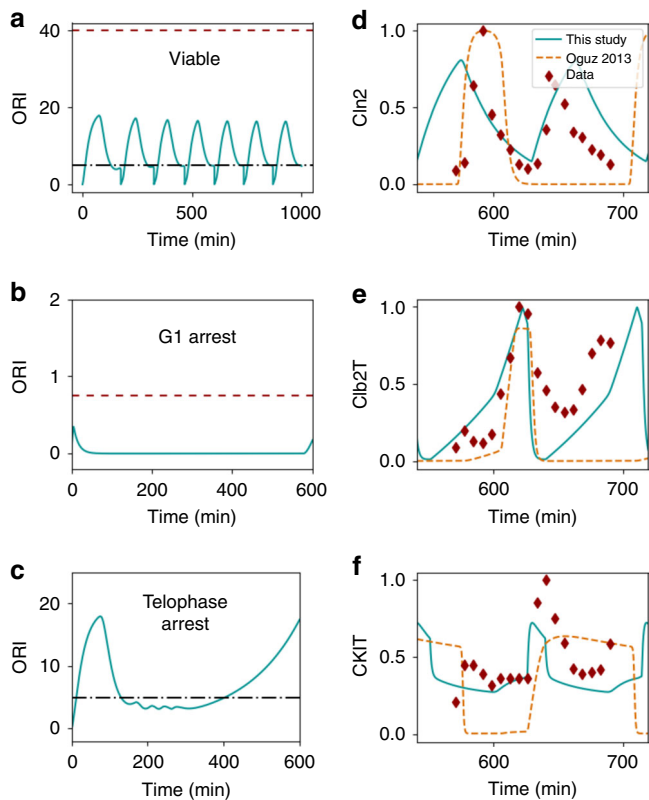 a
40
Viable
ORI
20
0
0
500
1000
Time (min)
b
2
G1 arrest
ORI
1
0
0
200
400
600
Time (min)
c
20
Telophase
arrest
ORI
10
0
0
200
400
600
Time (min)
d
1.0
This study
Oguz 2013
Data
Cln2
0.5
0.0
600
700
Time (min)
e
1.0
Clb2T
0.5
0.0
600
700
Time (min)
f
1.0
CKIT
0.5
0
600
700
Time (min)